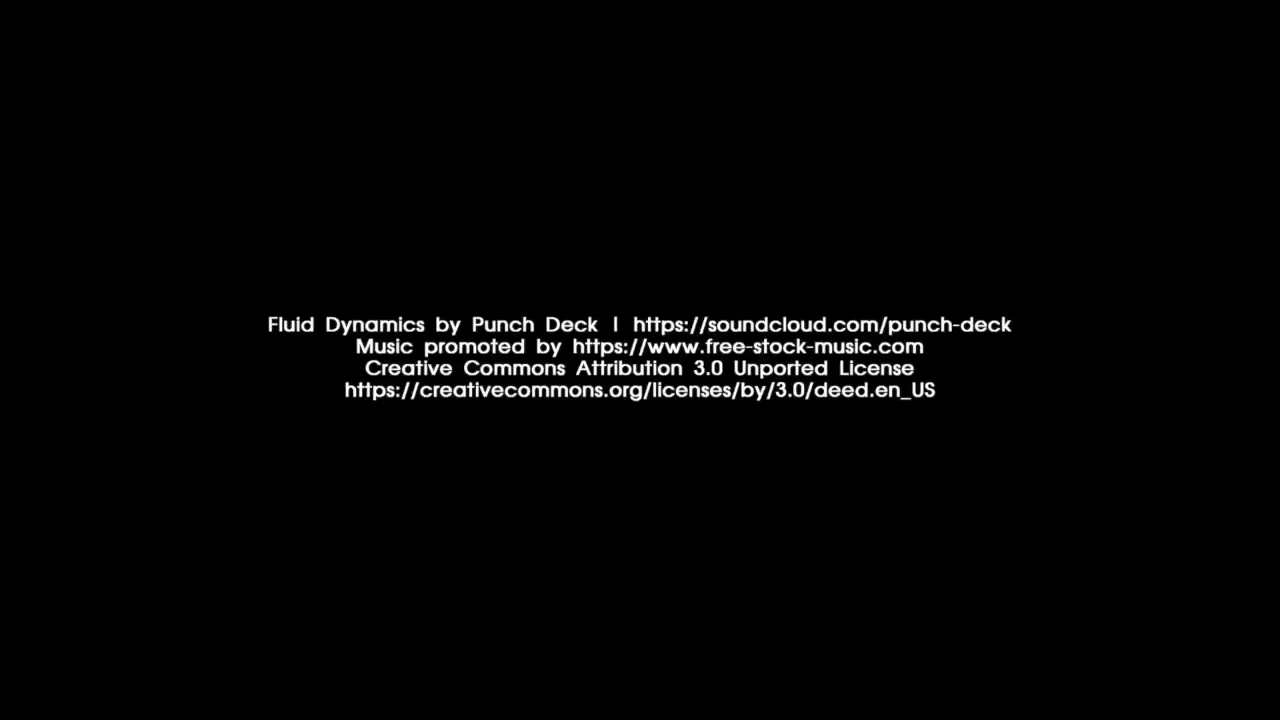 Fluid Dynamics by Punch Deck | https://soundcloud.com/punch-deck
Music promoted by https://www.free-stock-music.com
Creative Commons Attribution 3.0 Unported License
https://creativecommons.org/licenses/by/3.0/deed.en_US